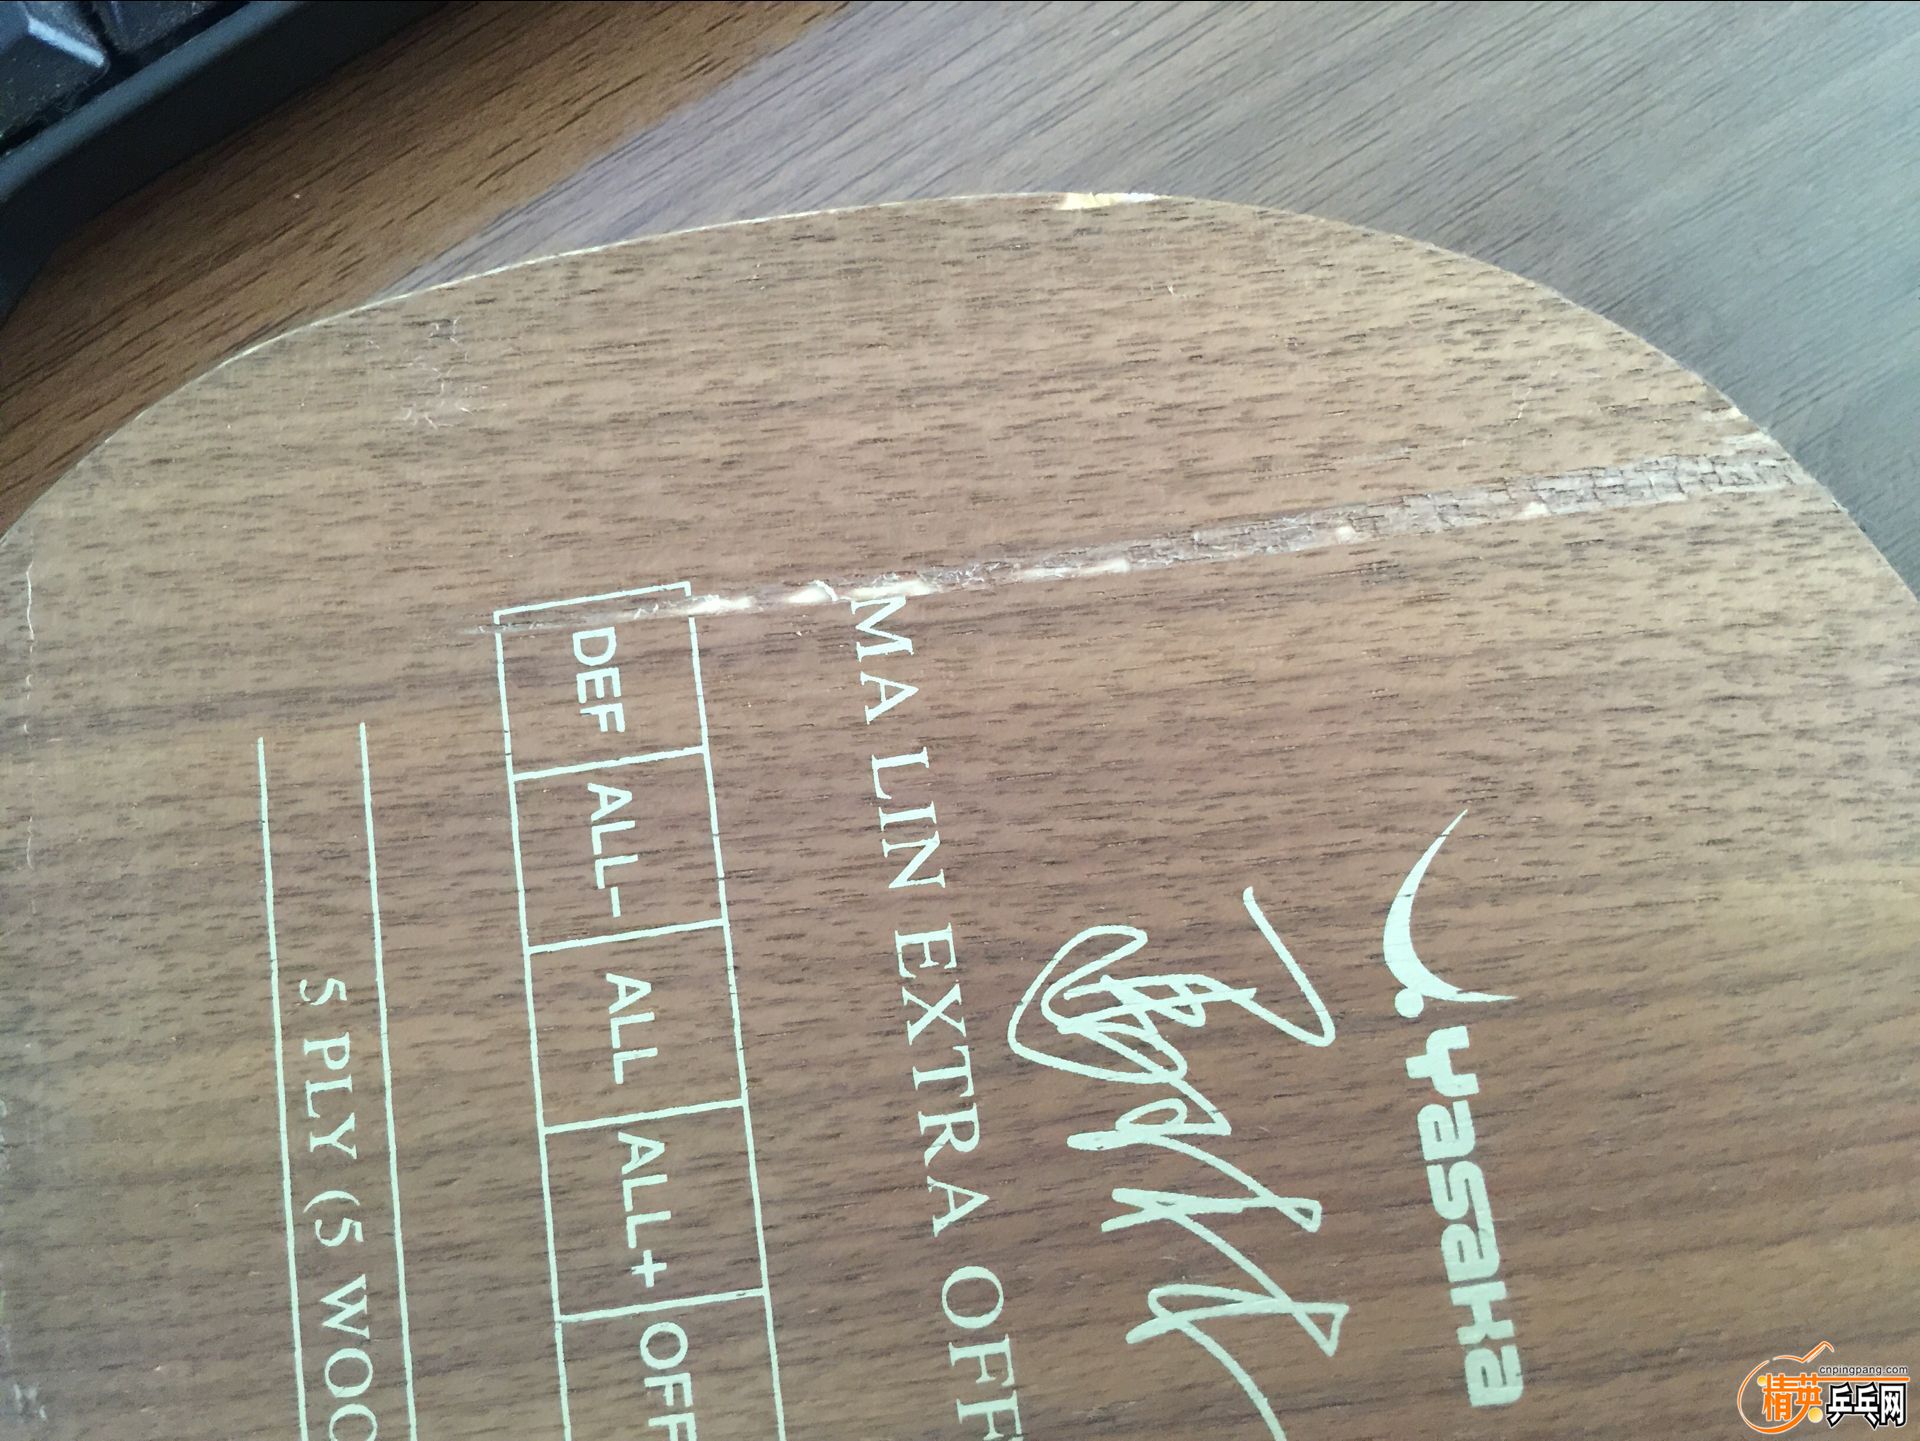 Yasaka
MA LIN EXTRA OFF
DEF ALL- ALL ALL+ OFF
5 PLY (5 WOO
cnpingpang.com
精英乒乓网